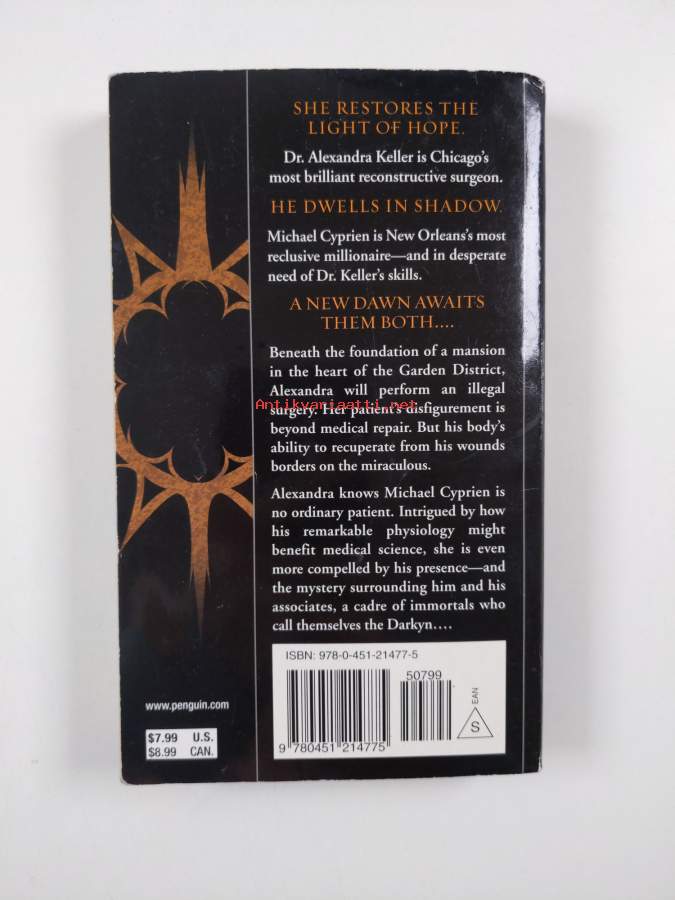 SHE RESTORES THE
LIGHT OF HOPE.
Dr. Alexandra Keller is Chicago's
most brilliant reconstructive surgeon.
HE DWELLS IN SHADOW.
Michael Cyprien is New Orleans's most
reclusive millionaire—and in desperate
need of Dr. Keller's skills.
A NEW DAWN AWAITS
THEM BOTH....
Beneath the foundation of a mansion
in the heart of the Garden District,
Alexandra will perform an illegal
Antikvariaatti.net
surgery. Her patient's disfigurement is
beyond medical repair. But his body's
ability to recuperate from his wounds
borders on the miraculous.
Alexandra knows Michael Cyprien is
no ordinary patient. Intrigued by how
his remarkable physiology might
benefit medical science, she is even
more compelled by his presence—and
the mystery surrounding him and his
associates, a cadre of immortals who
call themselves the Darkyn....
ISBN: 978-0-451-21477-5
50799
EAN
S
9 780451 214775
www.penguin.com
$7.99 U.S.
$8.99 CAN.